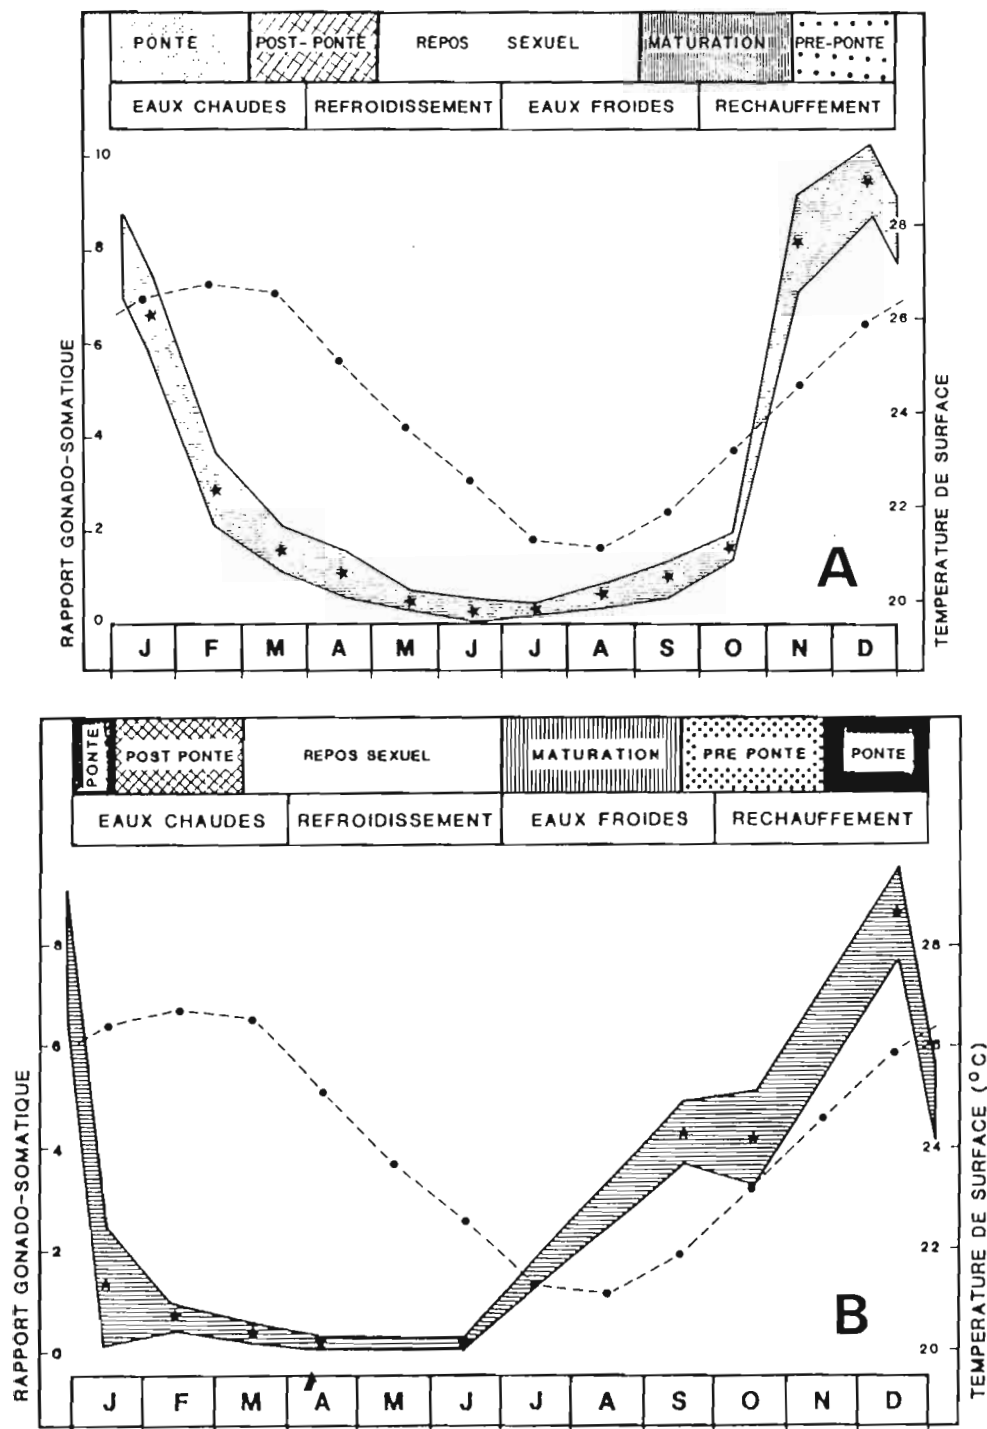 PONTE POST-PONTE REPOS SEXUEL MATURATION PRE-PONTE
EAUX CHAUDES REFROIDISSEMENT EAUX FROIDES RECHAUFFEMENT
RAPPORT GONADO-SOMATIQUE
10
8
6
4
2
0
28
26
24
22
20
TEMPERATURE DE SURFACE
A
J F M A M J J A S O N D
PONTE POST PONTE REPOS SEXUEL MATURATION PRE PONTE PONTE
EAUX CHAUDES REFROIDISSEMENT EAUX FROIDES RECHAUFFEMENT
RAPPORT GONADO-SOMATIQUE
8
6
4
2
0
28
26
24
22
20
TEMPERATURE DE SURFACE (°C)
B
J F M A M J J A S O N D